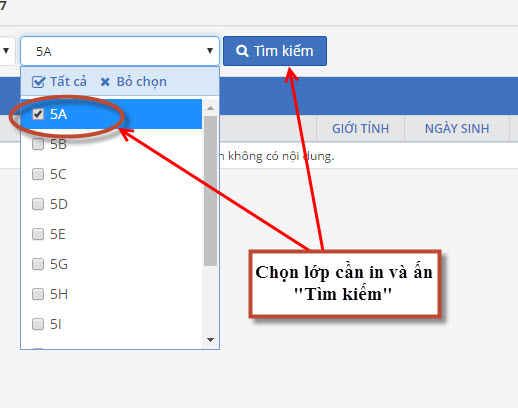 7
5A
Tìm kiếm
Tất cả Bỏ chọn
5A
GIỚI TÍNH NGÀY SINH
5B
không có nội dung.
5C
5D
5E
5G
Chọn lớp cần in và ấn
"Tìm kiếm"
5H
5I